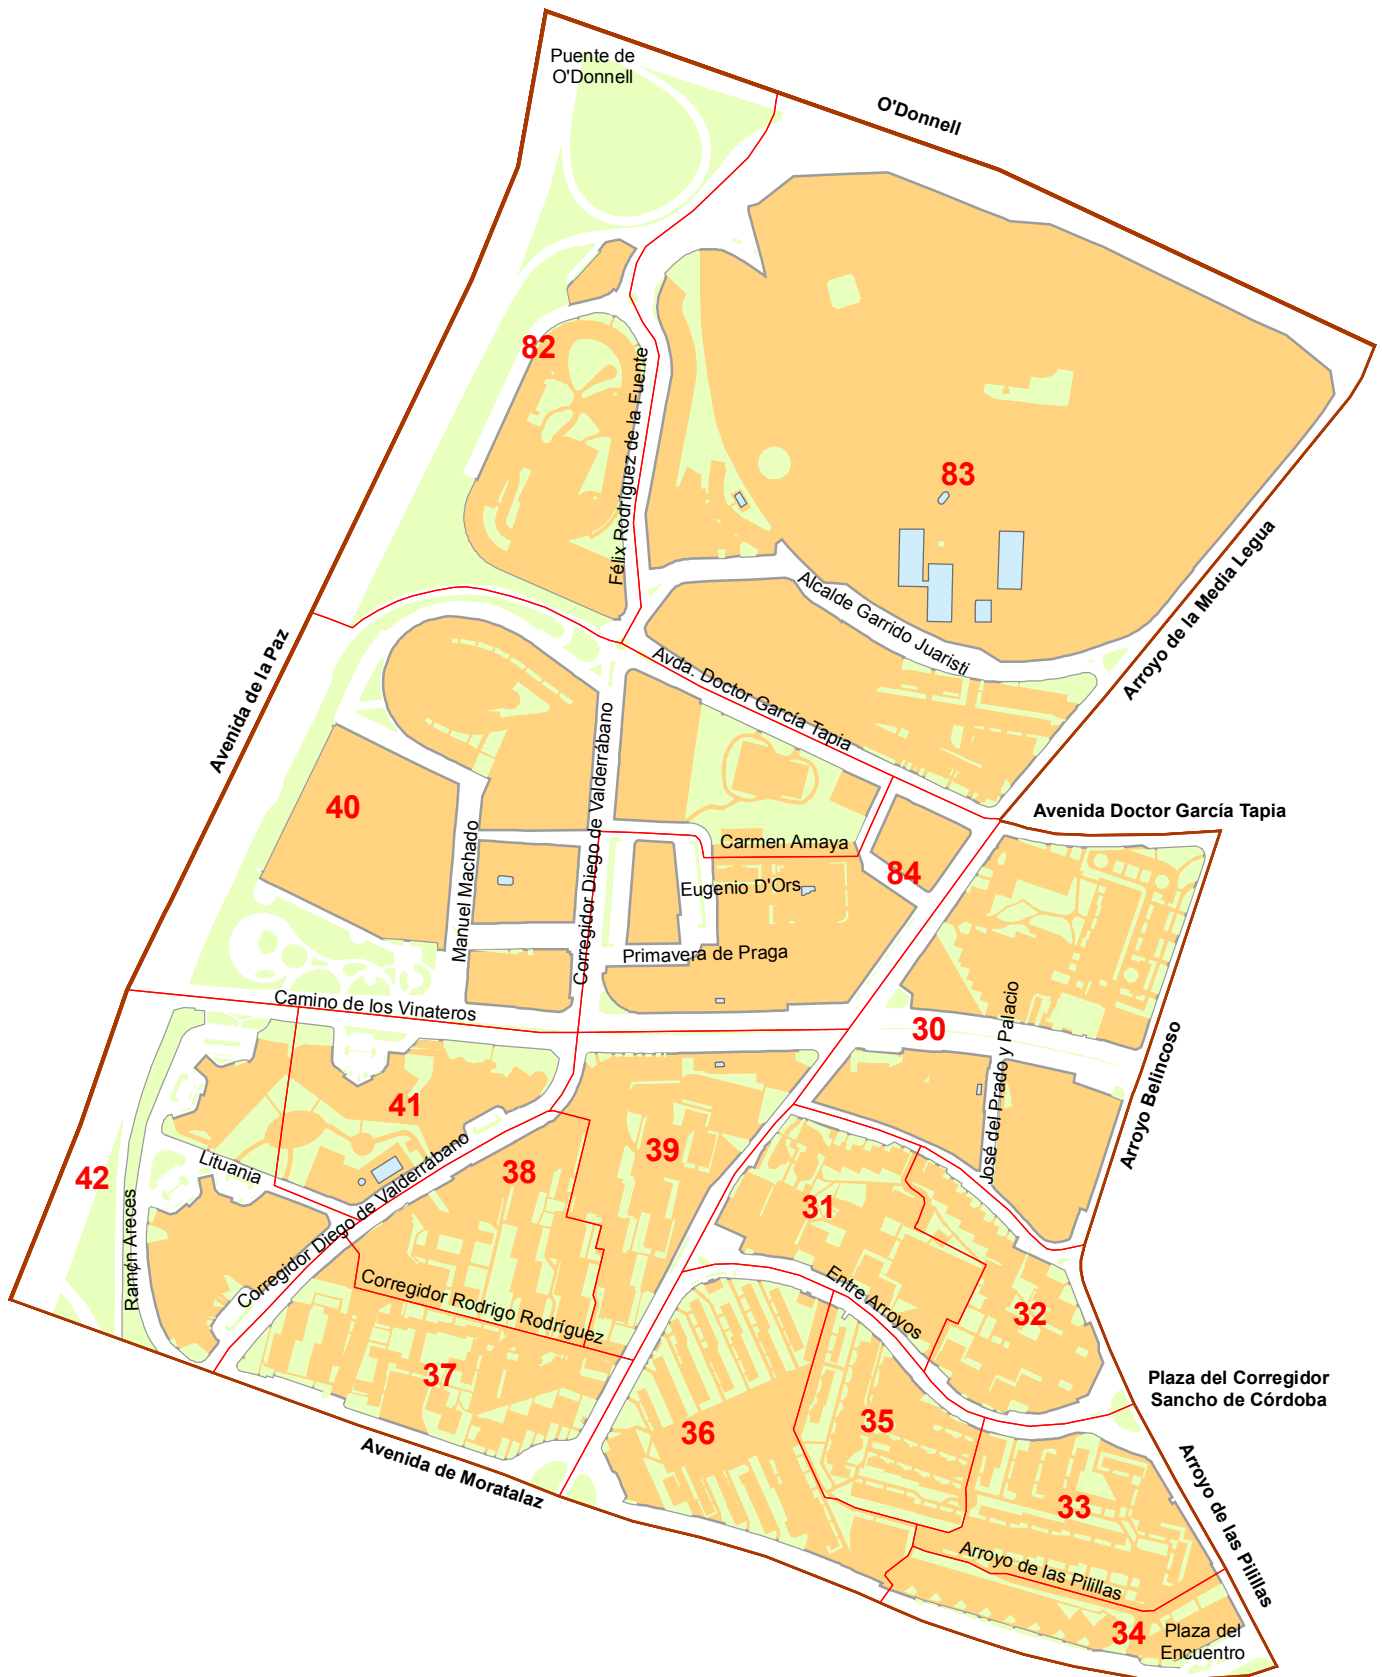 Puente de
O'Donnell
O'Donnell
82
Félix Rodríguez de la Fuente
83
Arroyo de la Media Legua
Alcalde Garrido Juaristi
Avenida de la Paz
Avda. Doctor García Tapia
Corregidor Diego de Valderrábano
40
Avenida Doctor García Tapia
Manuel Machado
Carmen Amaya
84
Eugenio D'Ors
Primavera de Praga
Camino de los Vinateros
30
José del Prado y Palacio
Arroyo Belincoso
41
39
Lituania
42
38
Corregidor Diego de Valderrábano
31
Ramón Areces
Entre Arroyos
32
Corregidor Rodrigo Rodríguez
37
Plaza del Corregidor
Sancho de Córdoba
35
36
Avenida de Moratalaz
Arroyo de las Pilillas
33
Arroyo de las Pilillas
34
Plaza del
Encuentro